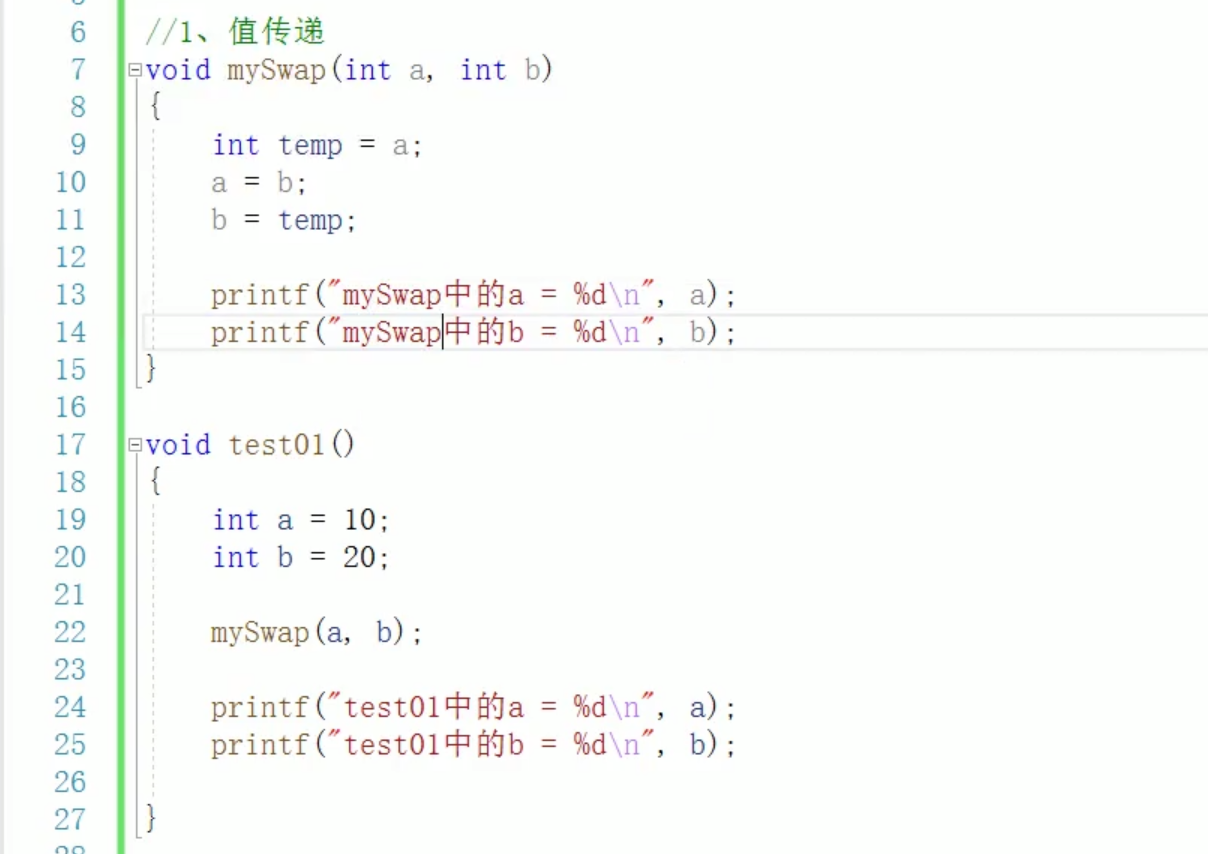 6 //1、值传递
7 void mySwap(int a, int b)
8 {
9 int temp = a;
10 a = b;
11 b = temp;
12
13 printf("mySwap中的a = %d\n", a);
14 printf("mySwap中的b = %d\n", b);
15 }
16
17 void test01()
18 {
19 int a = 10;
20 int b = 20;
21
22 mySwap(a, b);
23
24 printf("test01中的a = %d\n", a);
25 printf("test01中的b = %d\n", b);
26
27 }
28